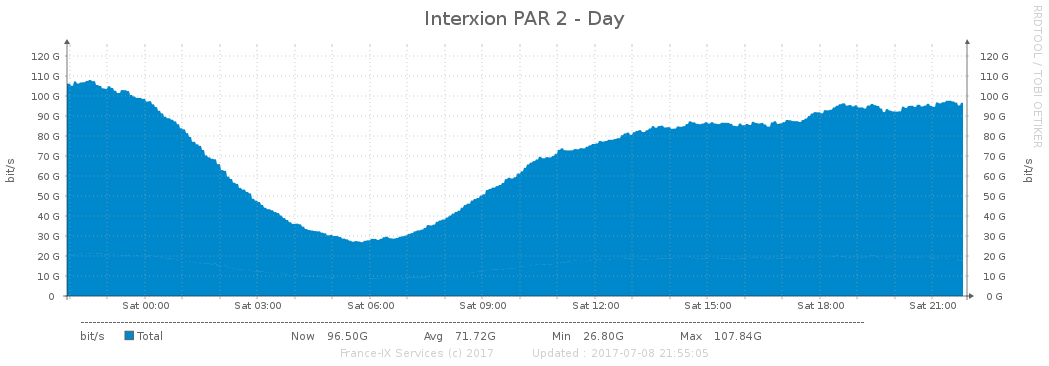 Interxion PAR 2 - Day
RRDTOOL / TOBI OETIKER
bit/s
120 G 120 G
110 G 110 G
100 G 100 G
90 G 90 G
80 G 80 G
70 G 70 G
60 G 60 G
50 G 50 G
40 G 40 G
30 G 30 G
20 G 20 G
10 G 10 G
0 0 G
bit/s
Sat 00:00 Sat 03:00 Sat 06:00 Sat 09:00 Sat 12:00 Sat 15:00 Sat 18:00 Sat 21:00
bit/s Total Now 96.50G Avg 71.72G Min 26.80G Max 107.84G
France-IX Services (c) 2017 Updated : 2017-07-08 21:55:05